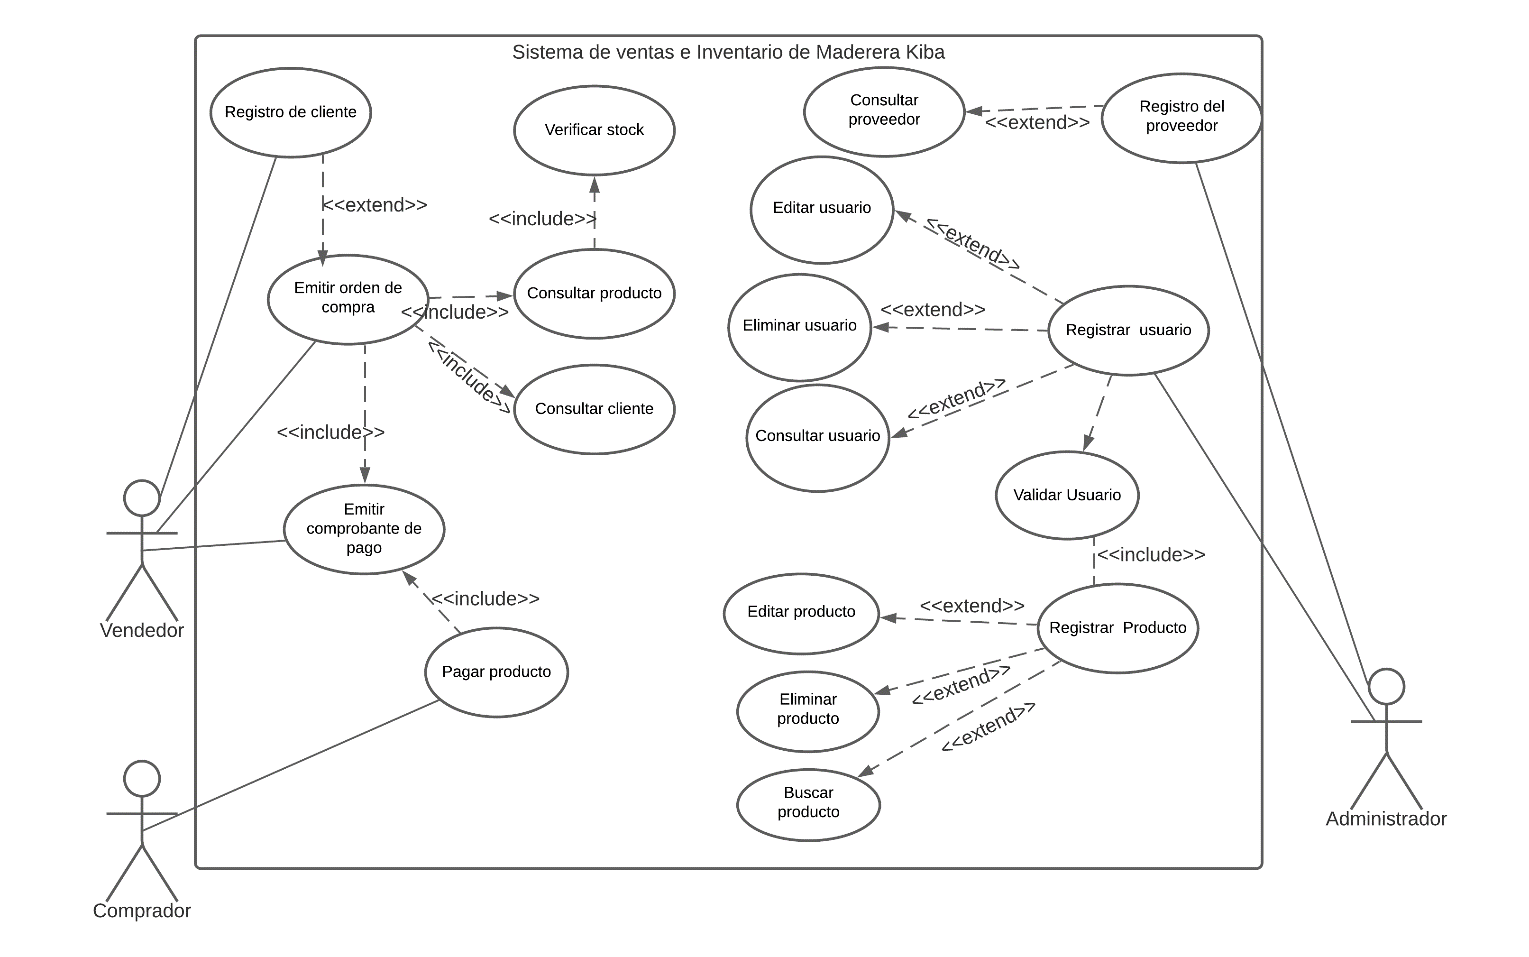 Sistema de ventas e Inventario de Maderera Kiba
Registro de cliente
Verificar stock
Consultar
proveedor
<<extend>>
Registro del
proveedor
<<extend>>
<<include>>
Editar usuario
<<extend>>
Emitir orden de
compra
<<include>>
Consultar producto
Eliminar usuario
<<extend>>
Registrar  usuario
<<include>>
Consultar cliente
Consultar usuario
<<extend>>
<<include>>
Validar Usuario
Emitir
comprobante de
pago
<<include>>
<<include>>
Vendedor
Editar producto
<<extend>>
Registrar  Producto
Pagar producto
Eliminar
producto
<<extend>>
<<extend>>
Buscar
producto
Administrador
Comprador